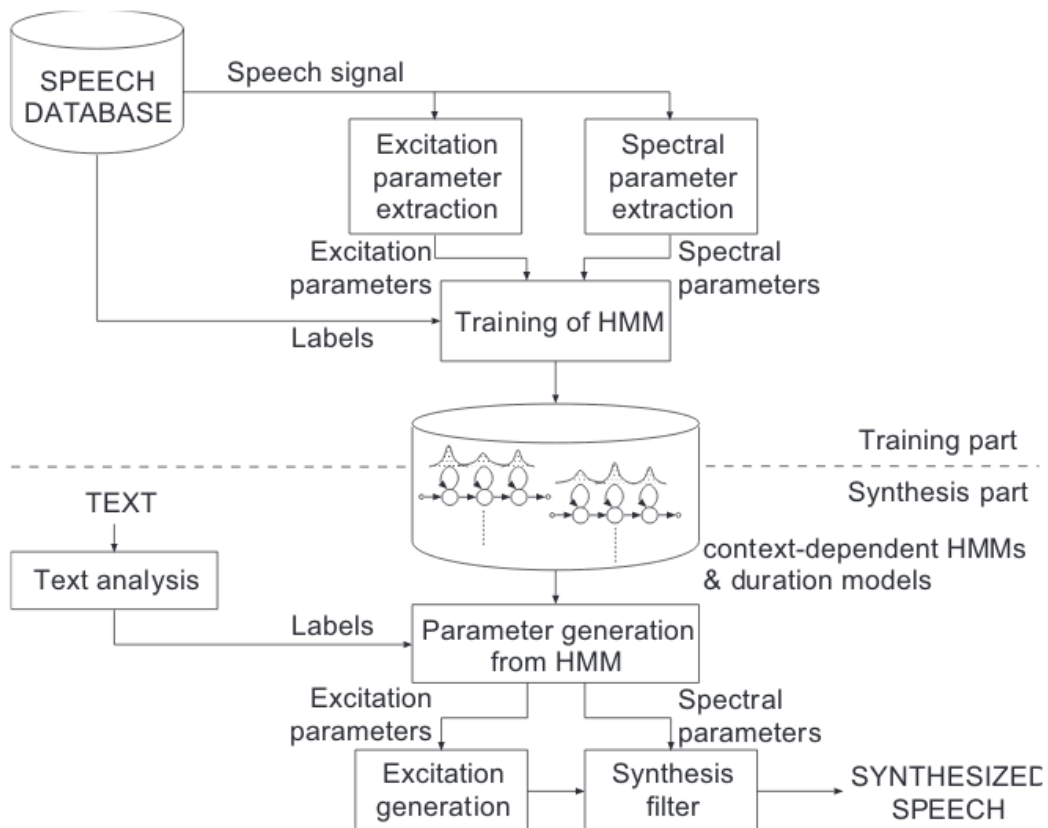 SPEECH
DATABASE
Speech signal
Excitation
parameter
extraction
Spectral
parameter
extraction
Excitation
parameters
Spectral
parameters
Training of HMM
Labels
Training part
Synthesis part
TEXT
context-dependent HMMs
& duration models
Text analysis
Labels
Parameter generation
from HMM
Excitation
parameters
Spectral
parameters
Excitation
generation
Synthesis
filter
SYNTHESIZED
SPEECH